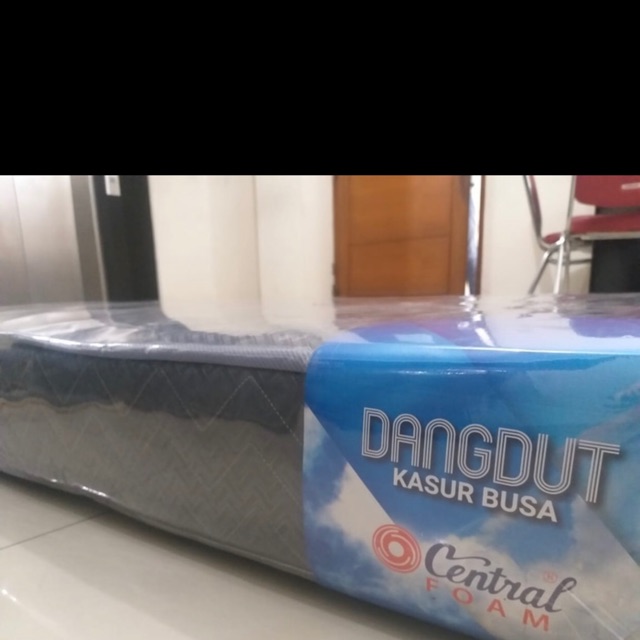 DANGDUT
KASUR BUSA
Central®
FOAM